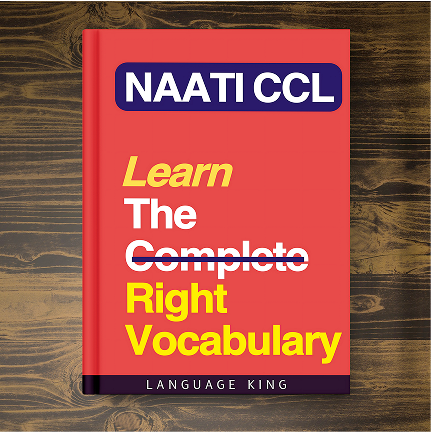 NAATI CCL
Learn
The
Complete
Right
Vocabulary
LANGUAGE KING